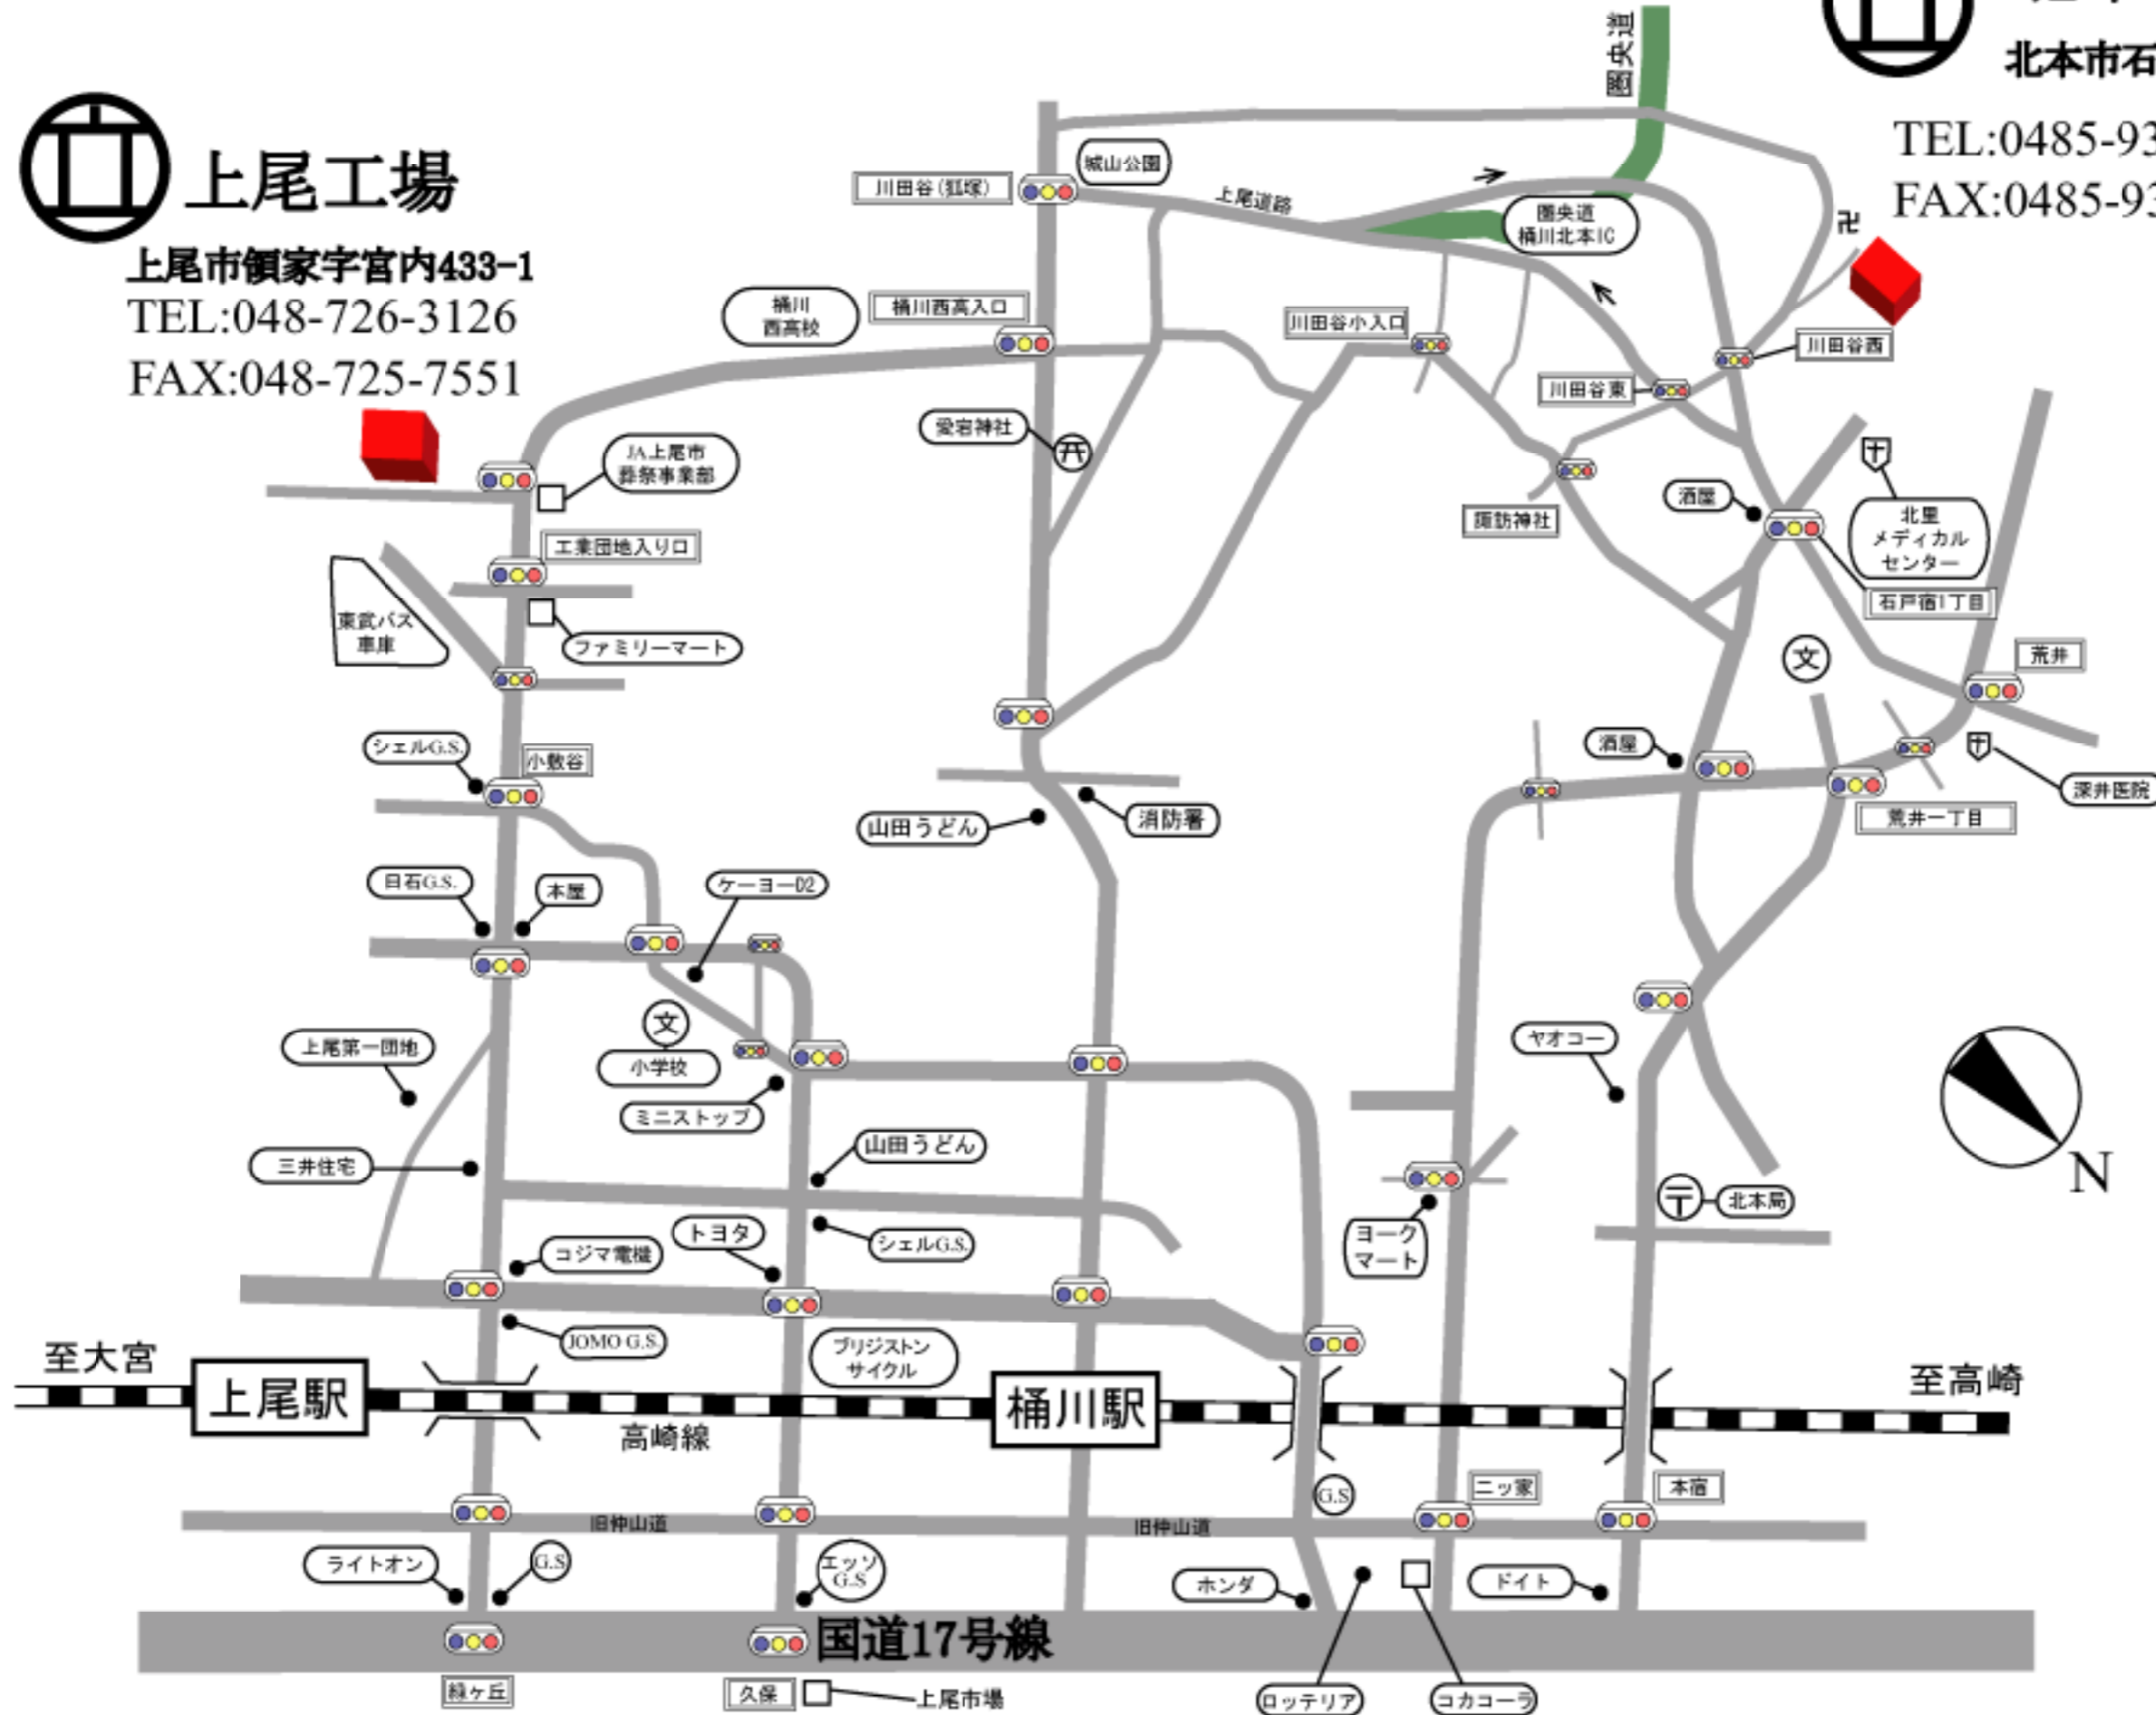 圏央道
北本市石
TEL:0485-93
FAX:0485-93
上尾工場
上尾市領家字宮内433-1
TEL:048-726-3126
FAX:048-725-7551
城山公園
川田谷(狐塚)
上尾道路
圏央道
桶川北本IC
卍
桶川
西高校
桶川西高入口
川田谷小入口
川田谷西
川田谷東
愛宕神社
JA上尾市
葬祭事業部
酒屋
北里
メディカル
センター
諏訪神社
工業団地入り口
石戸宿1丁目
東武バス
車庫
ファミリーマート
文
荒井
シェルG.S.
小敷谷
酒屋
深井医院
山田うどん
消防署
荒井一丁目
日石G.S.
本屋
ケーヨーD2
文
小学校
上尾第一団地
ヤオコー
ミニストップ
山田うどん
三井住宅
N
〒
北本局
トヨタ
シェルG.S.
コジマ電機
ヨーク
マート
JOMO G.S.
ブリジストン
サイクル
至大宮
上尾駅
桶川駅
至高崎
高崎線
G.S
二ッ家
本宿
旧仲山道
旧仲山道
ライトオン
G.S
エッソ
G.S
ホンダ
ドイト
国道17号線
緑ヶ丘
久保
上尾市場
ロッテリア
コカコーラ